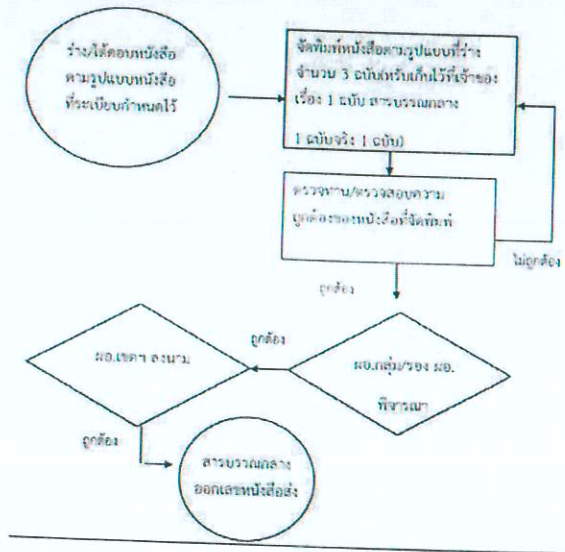 ร่าง/โต้ตอบหนังสือ
ตามรูปแบบหนังสือ
ที่ระเบียบกำหนดไว้
จัดพิมพ์หนังสือตามรูปแบบที่ร่าง
จำนวน 3 ฉบับ(หรับเก็บไว้ที่เจ้าของ
เรื่อง 1 ฉบับ สารบรรณกลาง
1 ฉบับจริง 1 ฉบับ)
ตรวจทาน/ตรวจสอบความ
ถูกต้องของหนังสือที่จัดพิมพ์
ไม่ถูกต้อง
ถูกต้อง
ผอ.กลุ่ม/รอง ผอ.
พิจารณา
ถูกต้อง
ผอ.เขตฯ ลงนาม
ถูกต้อง
สารบรรณกลาง
ออกเลขหนังสือส่ง